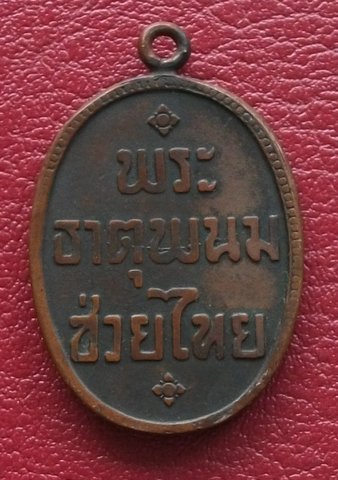 พระ
ธาตุพนม
ช่วยไทย